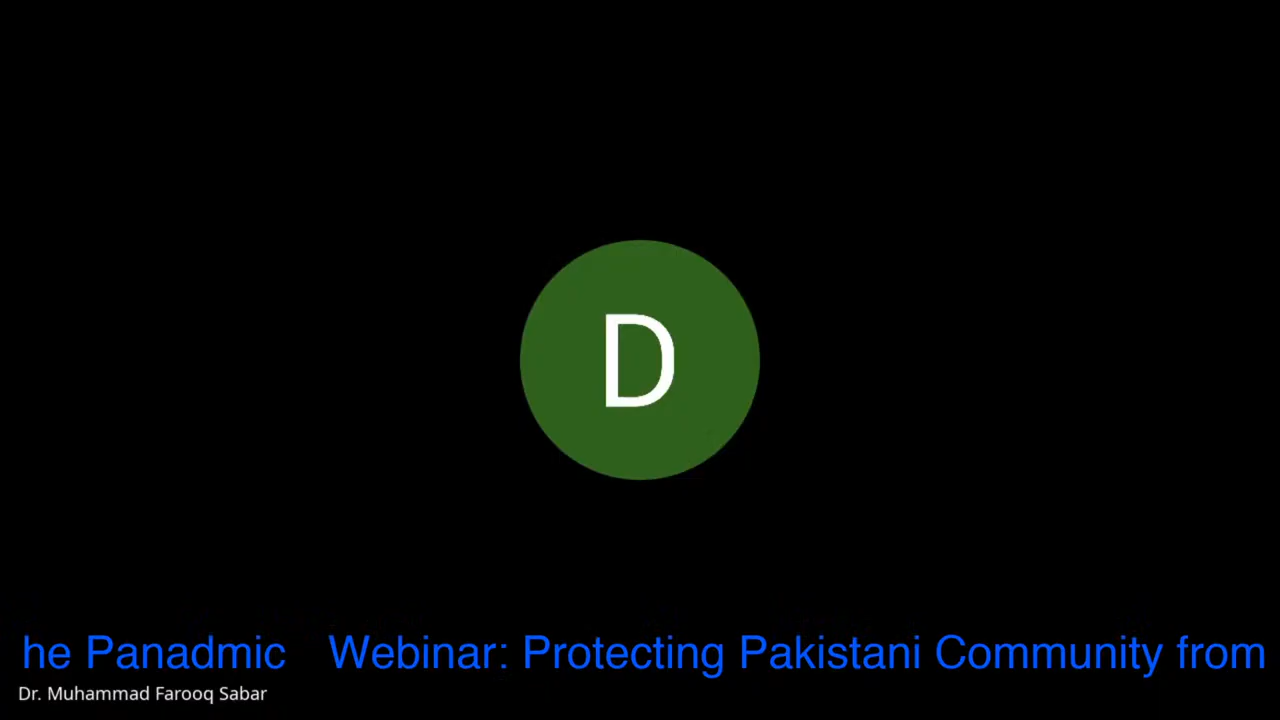 D
he Panadmic Webinar: Protecting Pakistani Community from
Dr. Muhammad Farooq Sabar